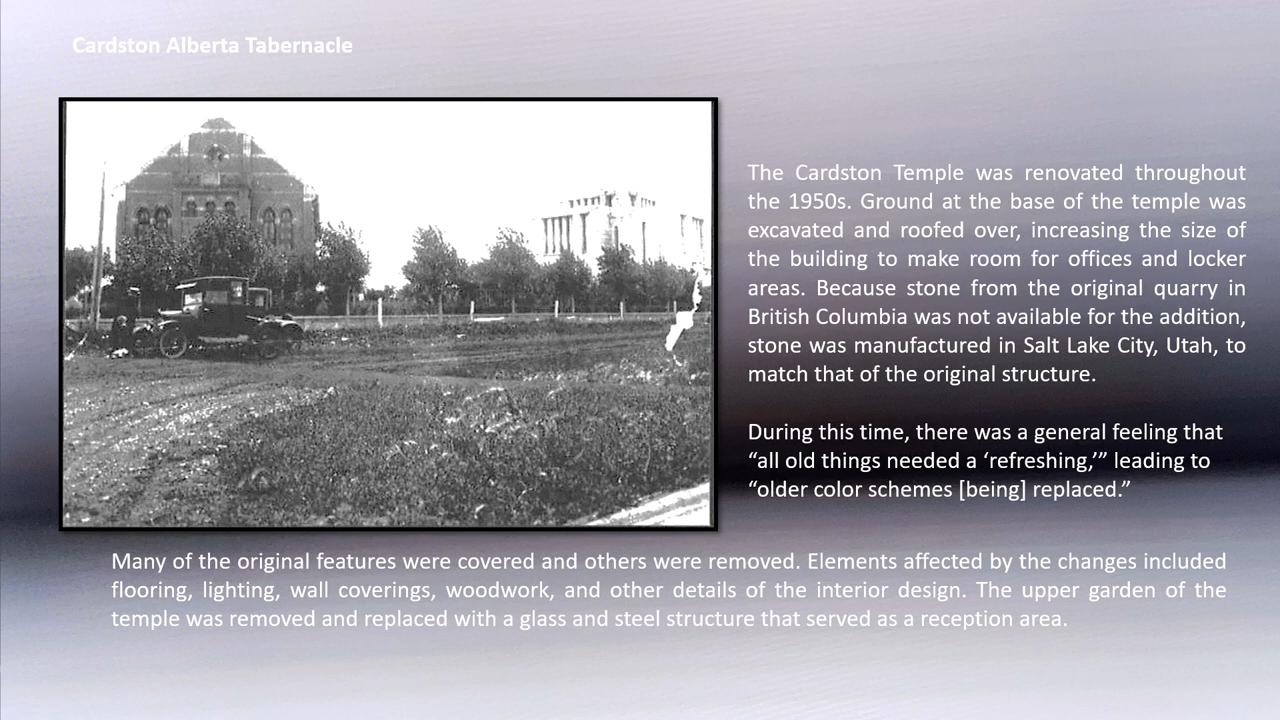 Cardston Alberta Tabernacle
The Cardston Temple was renovated throughout
the 1950s. Ground at the base of the temple was
excavated and roofed over, increasing the size of
the building to make room for offices and locker
areas. Because stone from the original quarry in
British Columbia was not available for the addition,
stone was manufactured in Salt Lake City, Utah, to
match that of the original structure.
During this time, there was a general feeling that
“all old things needed a ‘refreshing,’” leading to
“older color schemes [being] replaced.”
Many of the original features were covered and others were removed. Elements affected by the changes included
flooring, lighting, wall coverings, woodwork, and other details of the interior design. The upper garden of the
temple was removed and replaced with a glass and steel structure that served as a reception area.